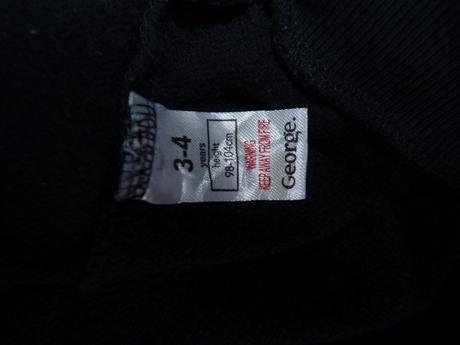 George.
WARNING
KEEP AWAY FROM FIRE
height
98-104cm
3-4
years